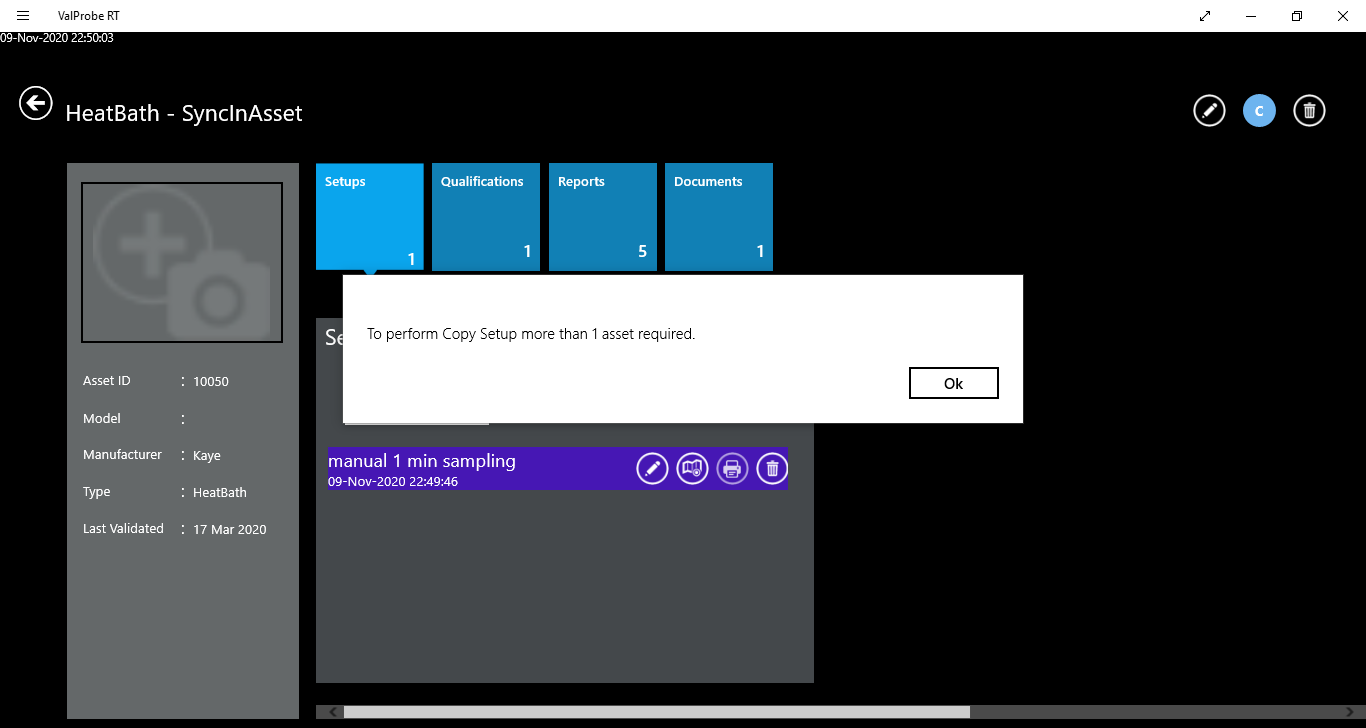 ValProbe RT
09-Nov-2020 22:50:03
HeatBath - SyncInAsset
C
Setups
1
Qualifications
1
Reports
5
Documents
1
To perform Copy Setup more than 1 asset required.
Ok
Se
Asset ID : 10050
Model :
Manufacturer : Kaye
Type : HeatBath
Last Validated : 17 Mar 2020
manual 1 min sampling
09-Nov-2020 22:49:46